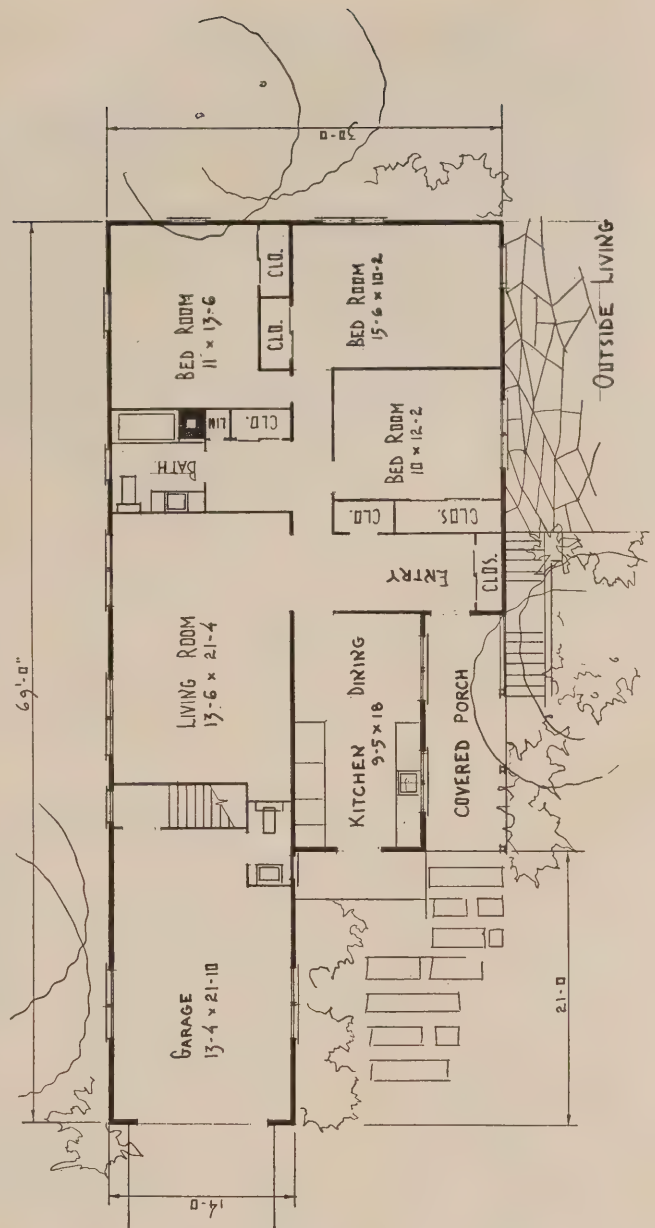 69'-0"
30-0
BED ROOM
11' x 13-6
CLO.
CLO.
BED ROOM
15-6 x 10-2
BATH
LIN
CLO.
BED ROOM
10 x 12-2
CLO.
CLOS.
LIVING ROOM
13-6 x 21-4
ENTRY
CLOS.
KITCHEN DINING
9-5 x 18
COVERED PORCH
OUTSIDE LIVING
GARAGE
13-4 x 21-10
14-0
21-0